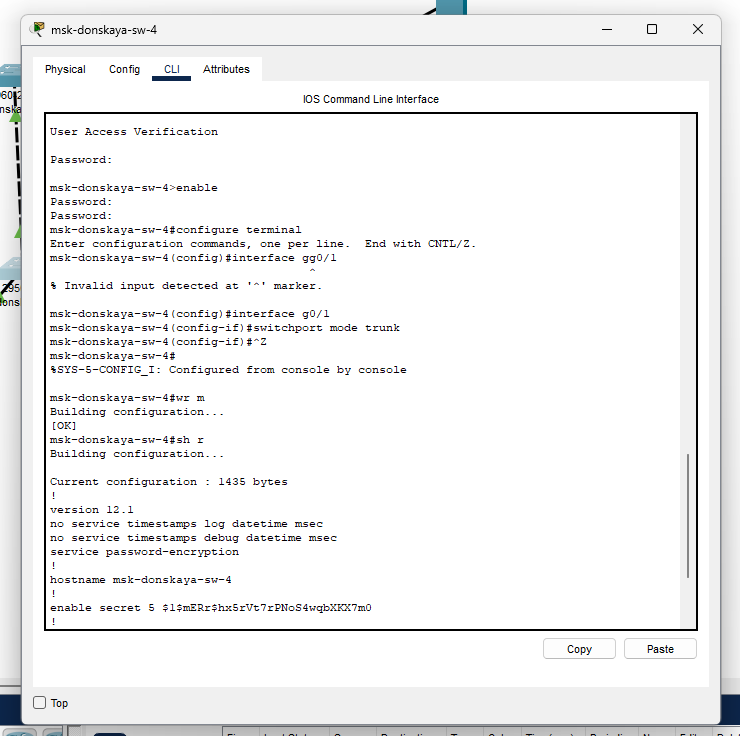 msk-donskaya-sw-4
Physical Config CLI Attributes
IOS Command Line Interface
User Access Verification
Password:
msk-donskaya-sw-4>enable
Password:
Password:
msk-donskaya-sw-4#configure terminal
Enter configuration commands, one per line.  End with CNTL/Z.
msk-donskaya-sw-4(config)#interface gg0/1
^
% Invalid input detected at '^' marker.
msk-donskaya-sw-4(config)#interface g0/1
msk-donskaya-sw-4(config-if)#switchport mode trunk
msk-donskaya-sw-4(config-if)#^Z
msk-donskaya-sw-4#
%SYS-5-CONFIG_I: Configured from console by console
msk-donskaya-sw-4#wr m
Building configuration...
[OK]
msk-donskaya-sw-4#sh r
Building configuration...
Current configuration : 1435 bytes
!
version 12.1
no service timestamps log datetime msec
no service timestamps debug datetime msec
service password-encryption
!
hostname msk-donskaya-sw-4
!
enable secret 5 $1$mERr$hx5rVt7rPNoS4wqbXKX7m0
!
Copy Paste
Top